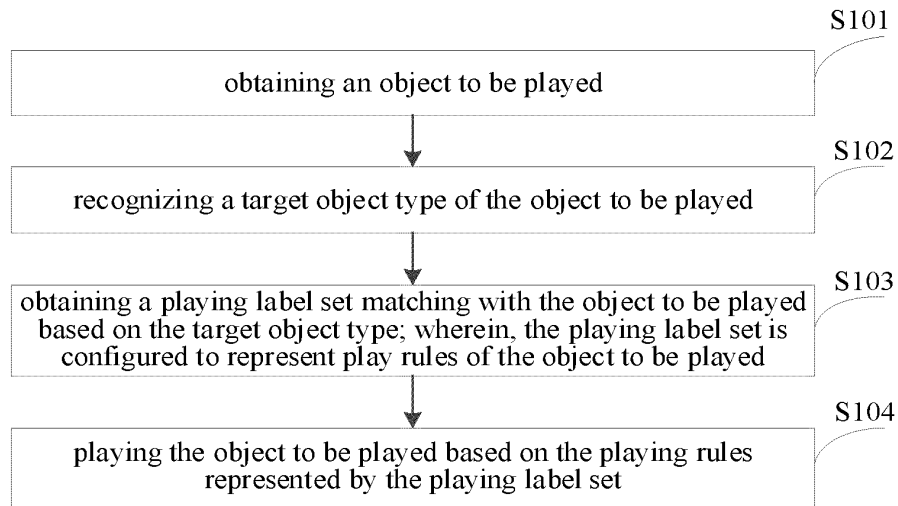 S101
obtaining an object to be played
S102
recognizing a target object type of the object to be played
S103
obtaining a playing label set matching with the object to be played
based on the target object type; wherein, the playing label set is
configured to represent play rules of the object to be played
S104
playing the object to be played based on the playing rules
represented by the playing label set